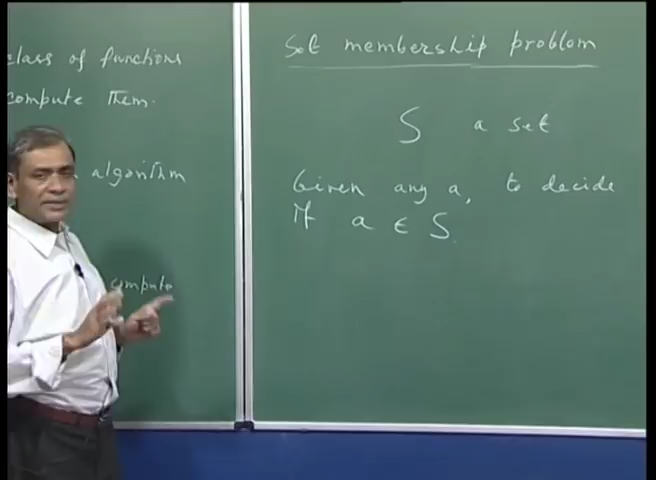 class of functions
compute them.
algorithm
compute
Set membership problem
S a set
Given any a, to decide
If a ∈ S.